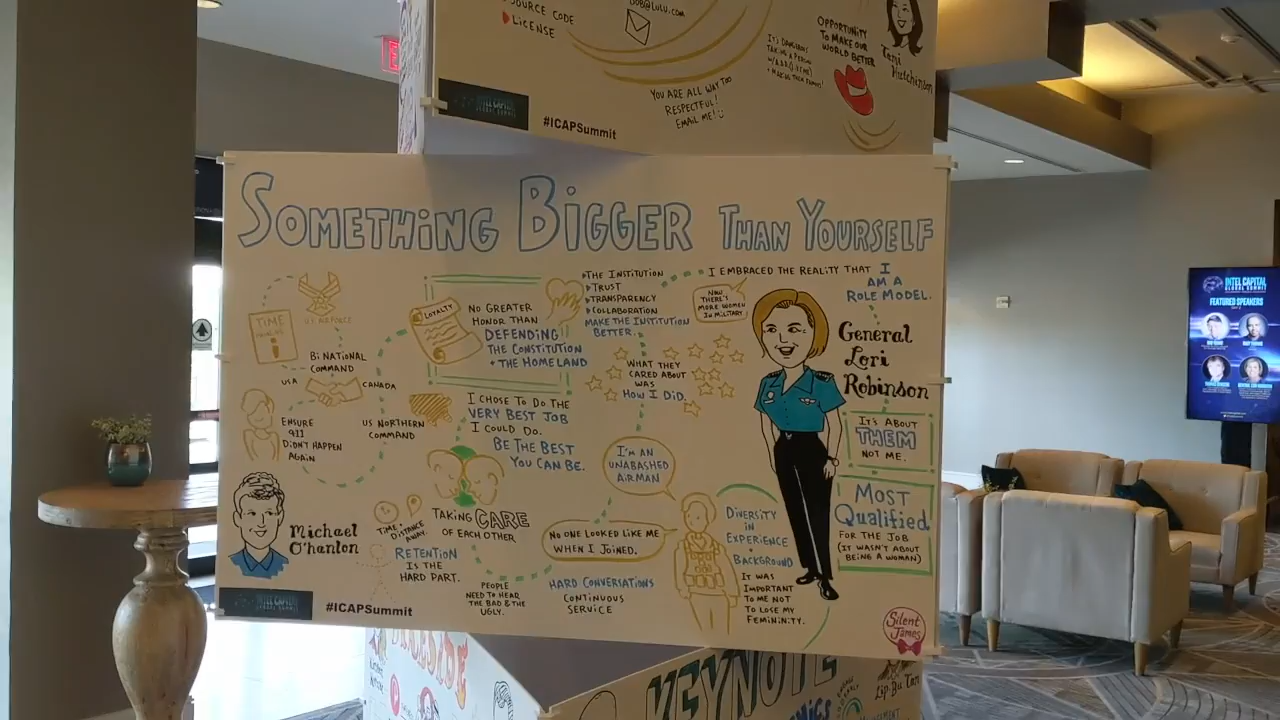 SOURCE CODE
LICENSE
BOB@LULU.COM
YOU ARE ALL WAY TOO
RESPECTFUL!
EMAIL ME!
OPPORTUNITY
TO MAKE OUR
WORLD BETTER
IT'S DANGEROUS
Hutchinson
INTEL CAPITAL
#ICAPSummit
SOMETHING BIGGER THAN YOURSELF
US AIR FORCE
TIME
BI NATIONAL
COMMAND
USA
CANADA
ENSURE
911
DIDN'T HAPPEN
AGAIN
US NORTHERN
COMMAND
Michael
O'hanlon
#ICAPSummit
LOYALTY
NO GREATER
HONOR THAN
DEFENDING
THE CONSTITUTION
+ THE HOMELAND
I CHOSE TO DO THE
VERY BEST JOB
I COULD DO.
BE THE BEST
YOU CAN BE.
TIME
DISTANCE
AWAY
TAKING CARE
OF EACH OTHER
RETENTION
IS THE
HARD PART.
PEOPLE
NEED TO HEAR
THE BAD & THE
UGLY.
THE INSTITUTION
TRUST
TRANSPARENCY
COLLABORATION
MAKE THE INSTITUTION
BETTER.
WHAT THEY
CARED ABOUT
WAS
HOW I DID.
I'M AN
UNABASHED
AIRMAN
NO ONE LOOKED LIKE ME
WHEN I JOINED.
HARD CONVERSATIONS
CONTINUOUS
SERVICE
I EMBRACED THE REALITY THAT I
AM A
ROLE MODEL.
NOW
THERE'S
MORE WOMEN
IN MILITARY!
General
Lori
Robinson
IT'S ABOUT
THEM
NOT ME.
MOST
Qualified
FOR THE JOB
(IT WASN'T ABOUT
BEING A WOMAN)
DIVERSITY
IN
EXPERIENCE
+
BACKGROUND
IT WAS
IMPORTANT
TO ME NOT
TO LOSE MY
FEMININITY.
Silent
James
KEYNOTE
Lip-Bu Tan
INTEL CAPITAL
GLOBAL SUMMIT
FEATURED SPEAKERS